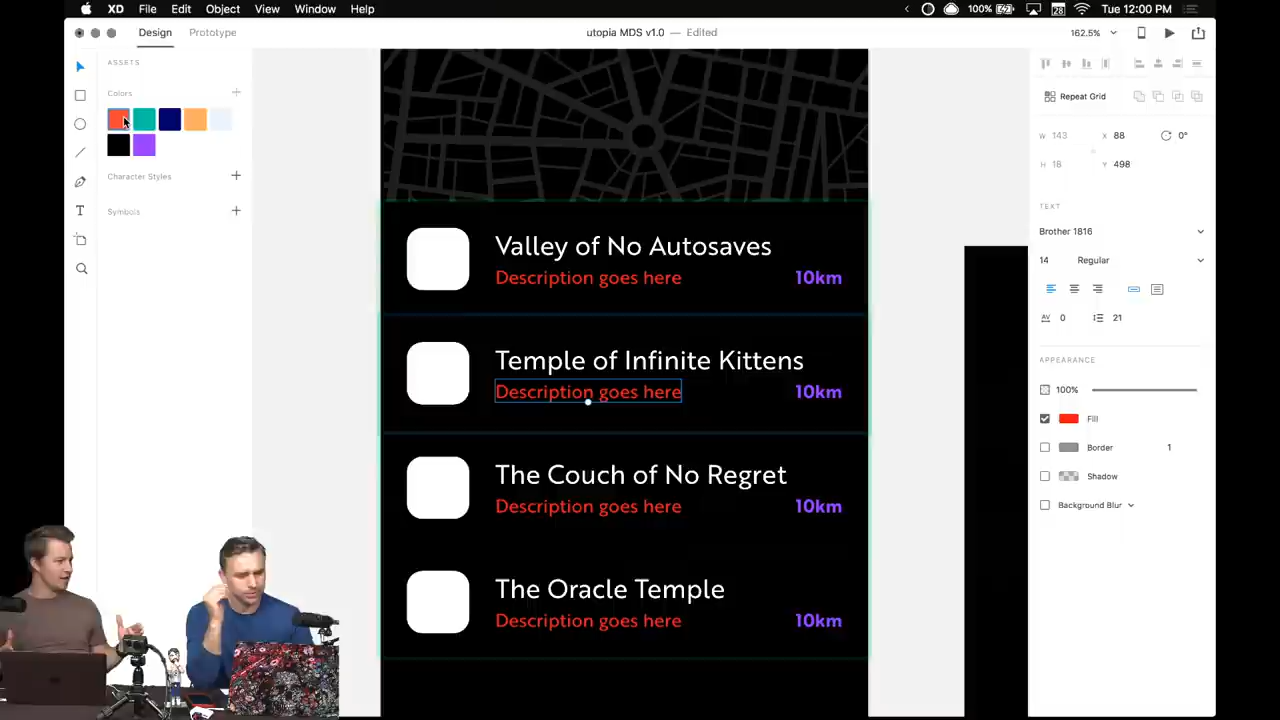 XD File Edit Object View Window Help 100% 28 Tue 12:00 PM
Design Prototype utopia MDS v1.0 — Edited 162.5%
ASSETS
Colors
Character Styles
Symbols
Valley of No Autosaves
Description goes here 10km
Temple of Infinite Kittens
Description goes here 10km
The Couch of No Regret
Description goes here 10km
The Oracle Temple
Description goes here 10km
Repeat Grid
W 143 X 88 0°
H 18 Y 498
TEXT
Brother 1816
14 Regular
AV 0 21
APPEARANCE
100%
Fill
Border 1
Shadow
Background Blur
T